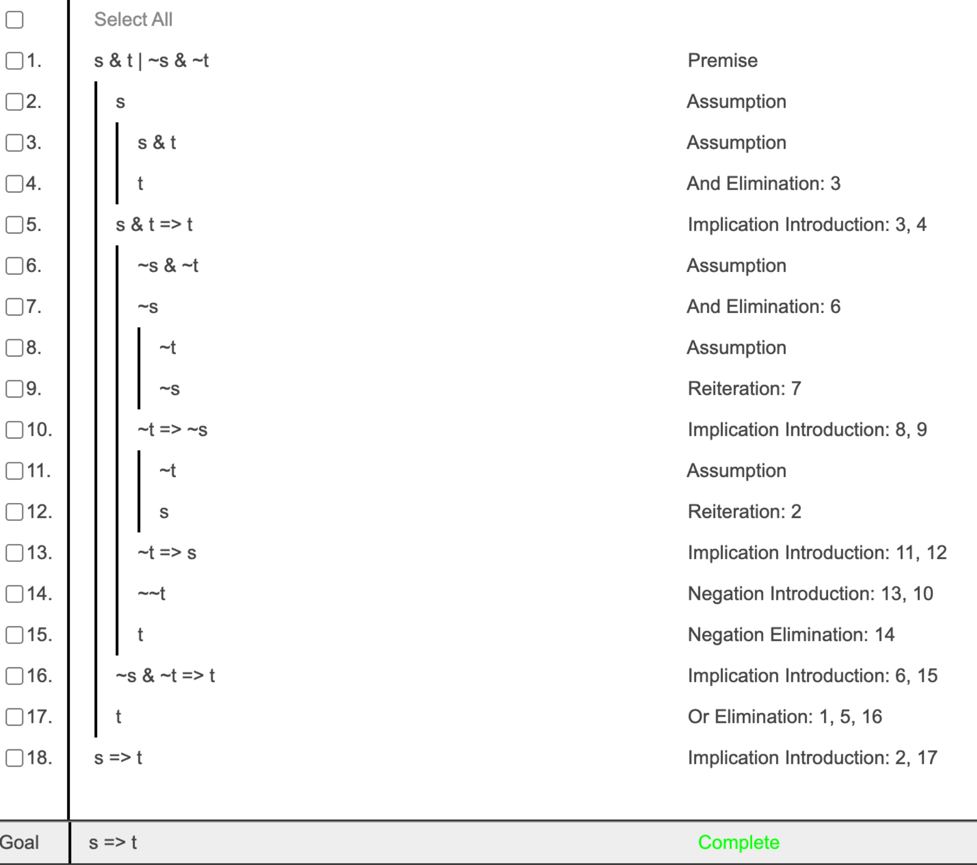 Select All
1. s & t | ~s & ~t Premise
2. s Assumption
3. s & t Assumption
4. t And Elimination: 3
5. s & t => t Implication Introduction: 3, 4
6. ~s & ~t Assumption
7. ~s And Elimination: 6
8. ~t Assumption
9. ~s Reiteration: 7
10. ~t => ~s Implication Introduction: 8, 9
11. ~t Assumption
12. s Reiteration: 2
13. ~t => s Implication Introduction: 11, 12
14. ~~t Negation Introduction: 13, 10
15. t Negation Elimination: 14
16. ~s & ~t => t Implication Introduction: 6, 15
17. t Or Elimination: 1, 5, 16
18. s => t Implication Introduction: 2, 17
Goal s => t Complete